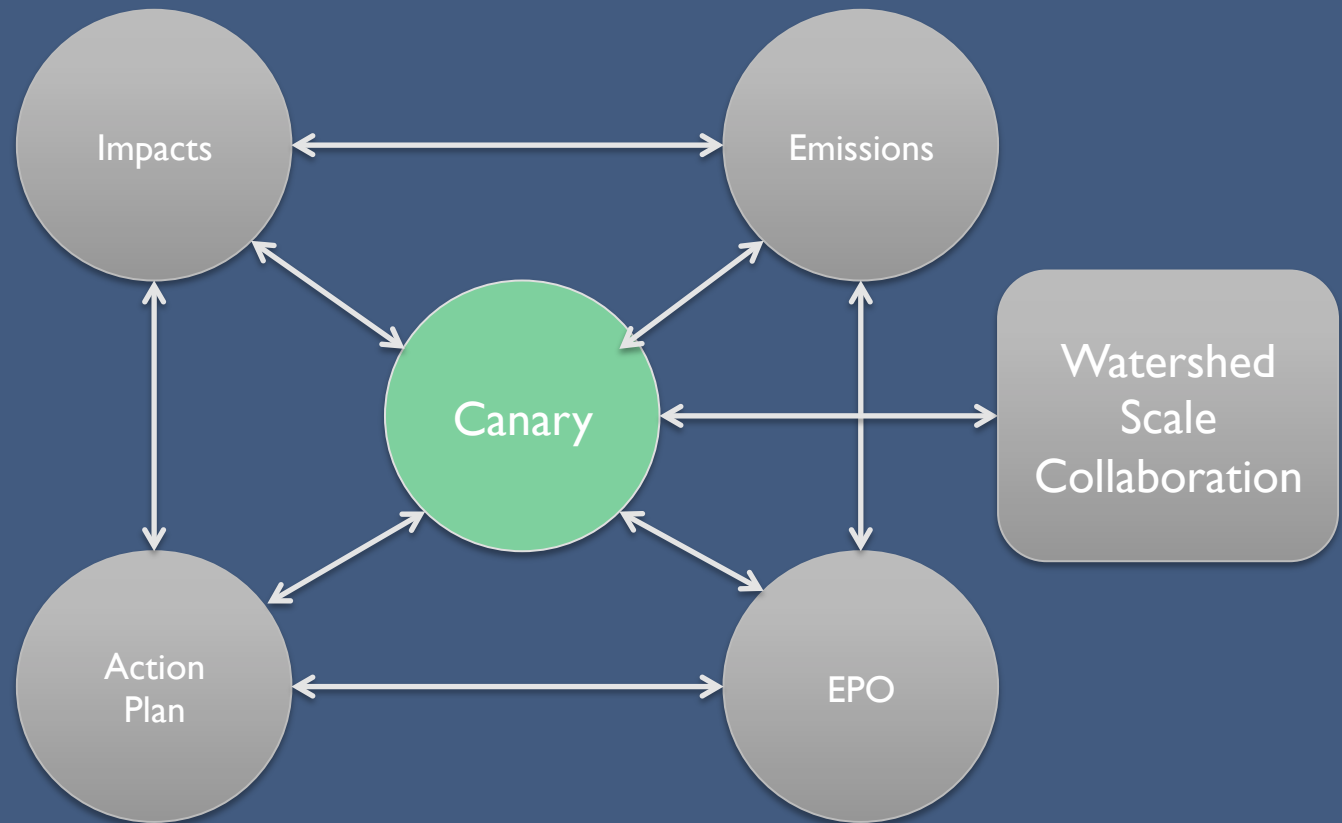 Impacts
Emissions
Canary
Watershed
Scale
Collaboration
Action
Plan
EPO